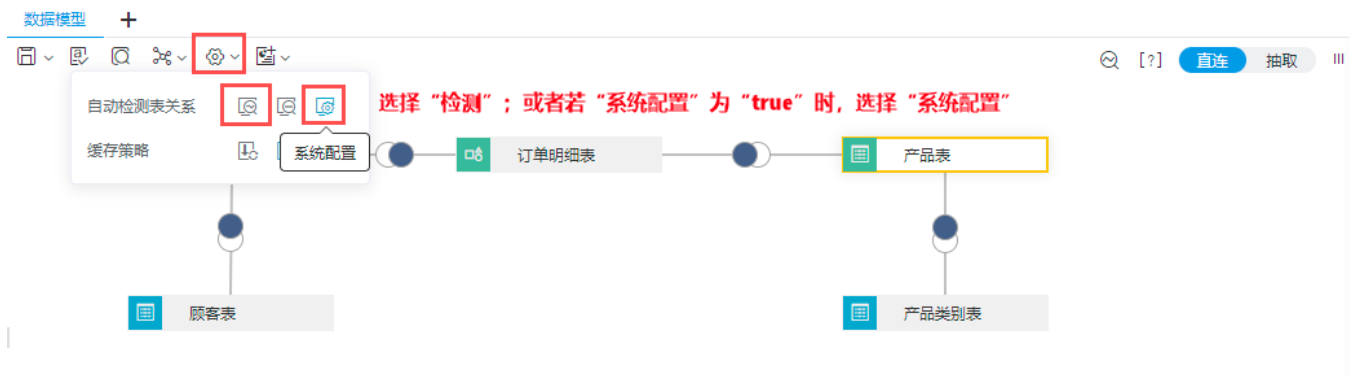 数据模型 +
[?] 直连 抽取
自动检测表关系
选择“检测”；或者若“系统配置”为“true”时，选择“系统配置”
缓存策略
系统配置
订单明细表
产品表
顾客表
产品类别表